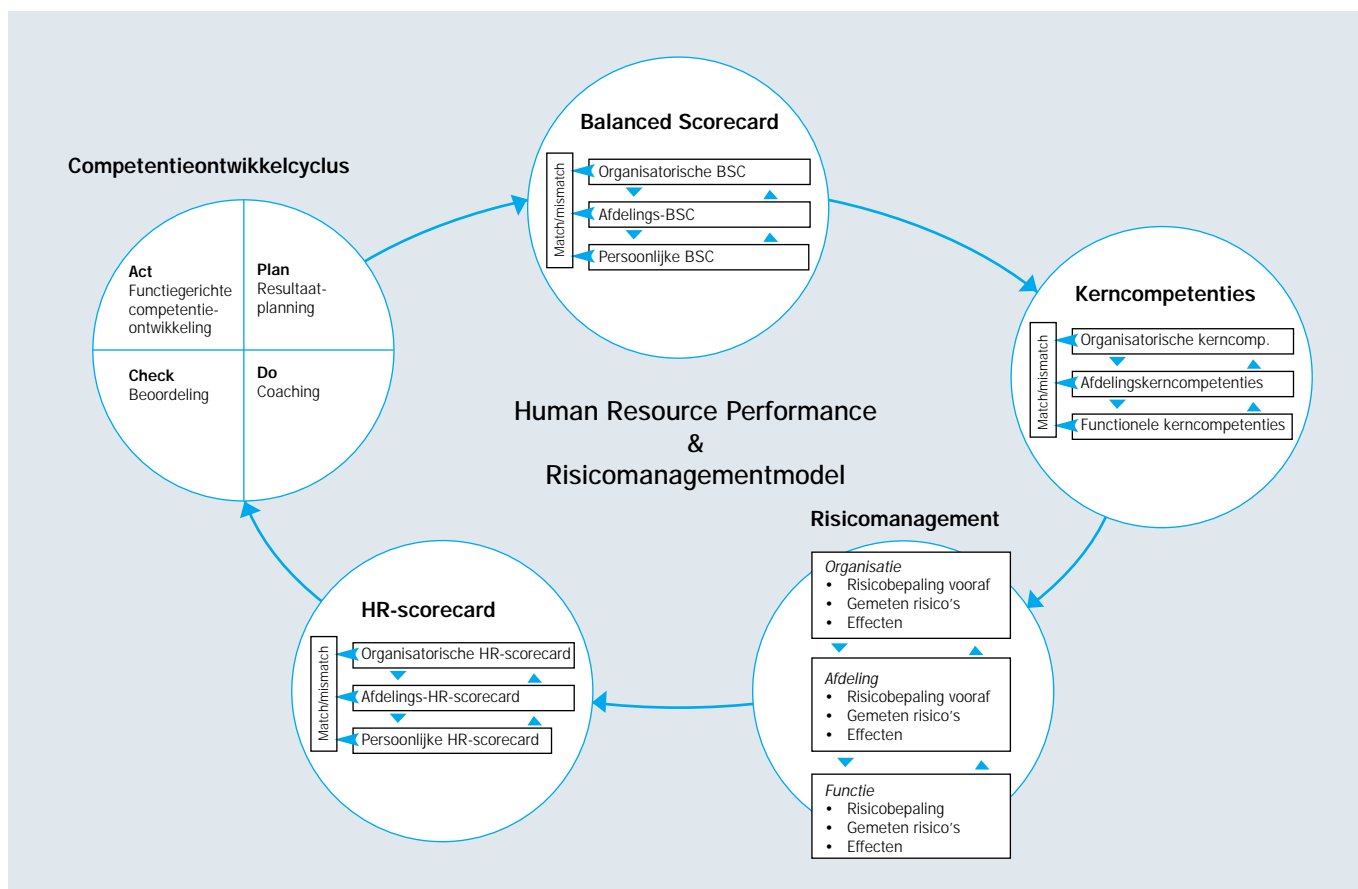 Balanced Scorecard
Match/mismatch
Organisatorische BSC
Afdelings-BSC
Persoonlijke BSC
Competentieontwikkelcyclus
Act
Functiegerichte
competentie-
ontwikkeling
Plan
Resultaat-
planning
Check
Beoordeling
Do
Coaching
Kerncompetenties
Match/mismatch
Organisatorische kerncomp.
Afdelingskerncompetenties
Functionele kerncompetenties
Human Resource Performance
&
Risicomanagementmodel
Risicomanagement
Organisatie
• Risicobepaling vooraf
• Gemeten risico's
• Effecten
Afdeling
• Risicobepaling vooraf
• Gemeten risico's
• Effecten
Functie
• Risicobepaling
• Gemeten risico's
• Effecten
HR-scorecard
Match/mismatch
Organisatorische HR-scorecard
Afdelings-HR-scorecard
Persoonlijke HR-scorecard